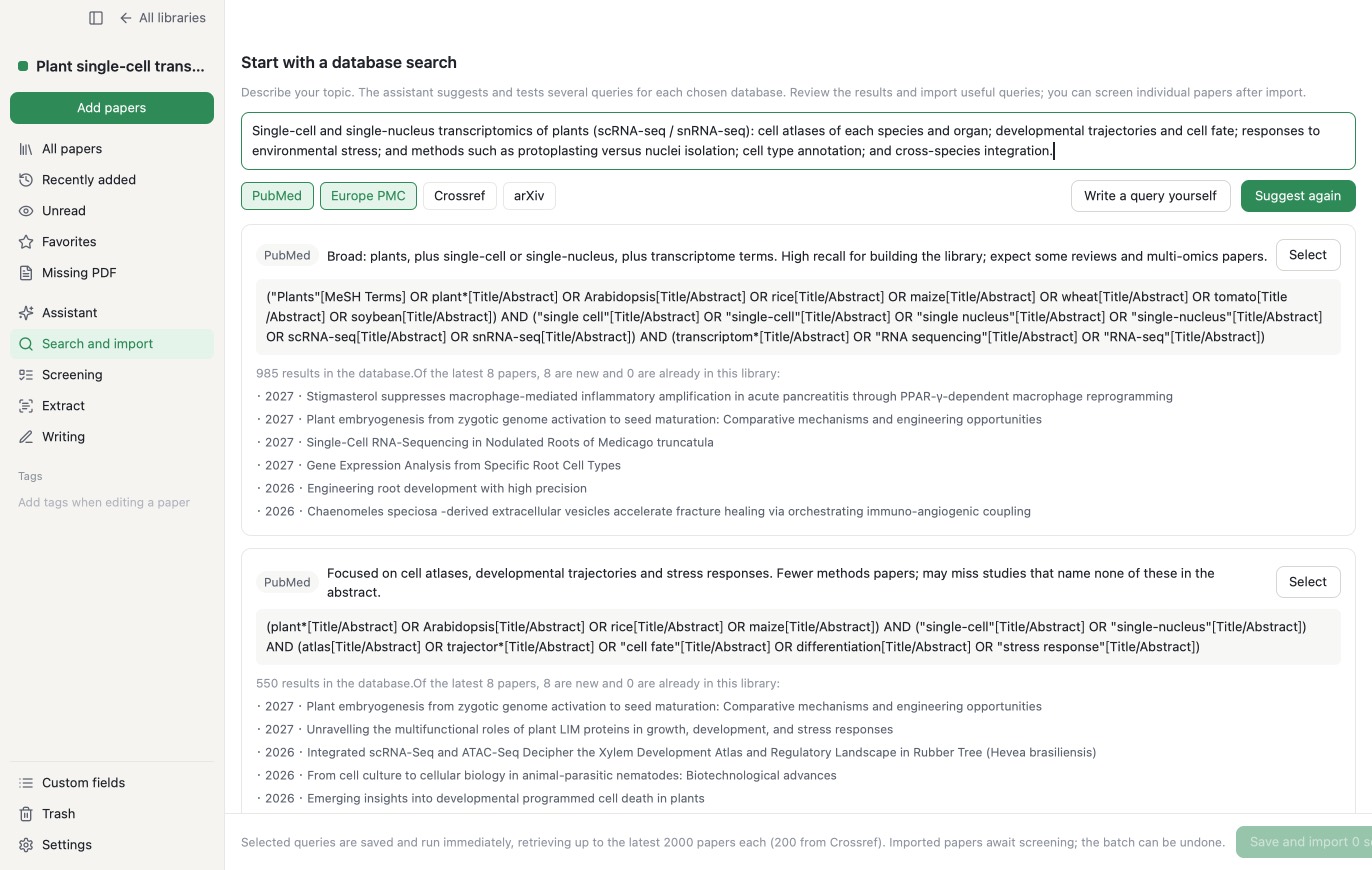 All libraries
Plant single-cell trans...
Add papers
All papers
Recently added
Unread
Favorites
Missing PDF
Assistant
Search and import
Screening
Extract
Writing
Tags
Add tags when editing a paper
Custom fields
Trash
Settings
Start with a database search
Describe your topic. The assistant suggests and tests several queries for each chosen database. Review the results and import useful queries; you can screen individual papers after import.
Single-cell and single-nucleus transcriptomics of plants (scRNA-seq / snRNA-seq): cell atlases of each species and organ; developmental trajectories and cell fate; responses to
environmental stress; and methods such as protoplasting versus nuclei isolation; cell type annotation; and cross-species integration.
PubMed Europe PMC Crossref arXiv Write a query yourself Suggest again
PubMed Broad: plants, plus single-cell or single-nucleus, plus transcriptome terms. High recall for building the library; expect some reviews and multi-omics papers. Select
("Plants"[MeSH Terms] OR plant*[Title/Abstract] OR Arabidopsis[Title/Abstract] OR rice[Title/Abstract] OR maize[Title/Abstract] OR wheat[Title/Abstract] OR tomato[Title
/Abstract] OR soybean[Title/Abstract]) AND ("single cell"[Title/Abstract] OR "single-cell"[Title/Abstract] OR "single nucleus"[Title/Abstract] OR "single-nucleus"[Title/Abstract]
OR scRNA-seq[Title/Abstract] OR snRNA-seq[Title/Abstract]) AND (transcriptom*[Title/Abstract] OR "RNA sequencing"[Title/Abstract] OR "RNA-seq"[Title/Abstract])
985 results in the database.Of the latest 8 papers, 8 are new and 0 are already in this library:
· 2027 · Stigmasterol suppresses macrophage-mediated inflammatory amplification in acute pancreatitis through PPAR-γ-dependent macrophage reprogramming
· 2027 · Plant embryogenesis from zygotic genome activation to seed maturation: Comparative mechanisms and engineering opportunities
· 2027 · Single-Cell RNA-Sequencing in Nodulated Roots of Medicago truncatula
· 2027 · Gene Expression Analysis from Specific Root Cell Types
· 2026 · Engineering root development with high precision
· 2026 · Chaenomeles speciosa -derived extracellular vesicles accelerate fracture healing via orchestrating immuno-angiogenic coupling
PubMed Focused on cell atlases, developmental trajectories and stress responses. Fewer methods papers; may miss studies that name none of these in the
abstract.
Select
(plant*[Title/Abstract] OR Arabidopsis[Title/Abstract] OR rice[Title/Abstract] OR maize[Title/Abstract]) AND ("single-cell"[Title/Abstract] OR "single-nucleus"[Title/Abstract])
AND (atlas[Title/Abstract] OR trajector*[Title/Abstract] OR "cell fate"[Title/Abstract] OR differentiation[Title/Abstract] OR "stress response"[Title/Abstract])
550 results in the database.Of the latest 8 papers, 8 are new and 0 are already in this library:
· 2027 · Plant embryogenesis from zygotic genome activation to seed maturation: Comparative mechanisms and engineering opportunities
· 2027 · Unravelling the multifunctional roles of plant LIM proteins in growth, development, and stress responses
· 2026 · Integrated scRNA-Seq and ATAC-Seq Decipher the Xylem Development Atlas and Regulatory Landscape in Rubber Tree (Hevea brasiliensis)
· 2026 · From cell culture to cellular biology in animal-parasitic nematodes: Biotechnological advances
· 2026 · Emerging insights into developmental programmed cell death in plants
Selected queries are saved and run immediately, retrieving up to the latest 2000 papers each (200 from Crossref). Imported papers await screening; the batch can be undone.
Save and import 0 s